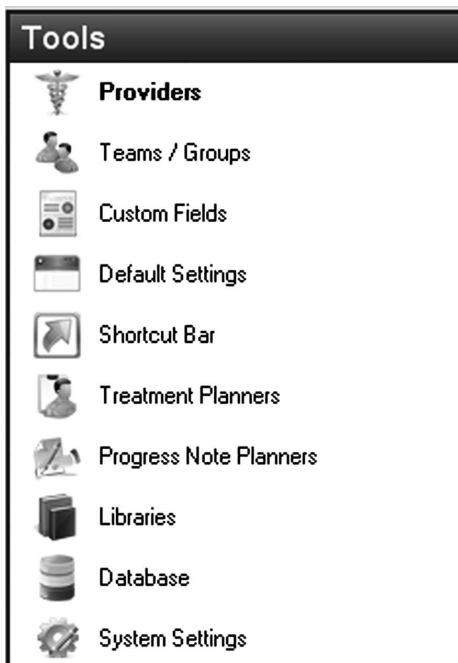 Tools
Providers
Teams / Groups
Custom Fields
Default Settings
Shortcut Bar
Treatment Planners
Progress Note Planners
Libraries
Database
System Settings